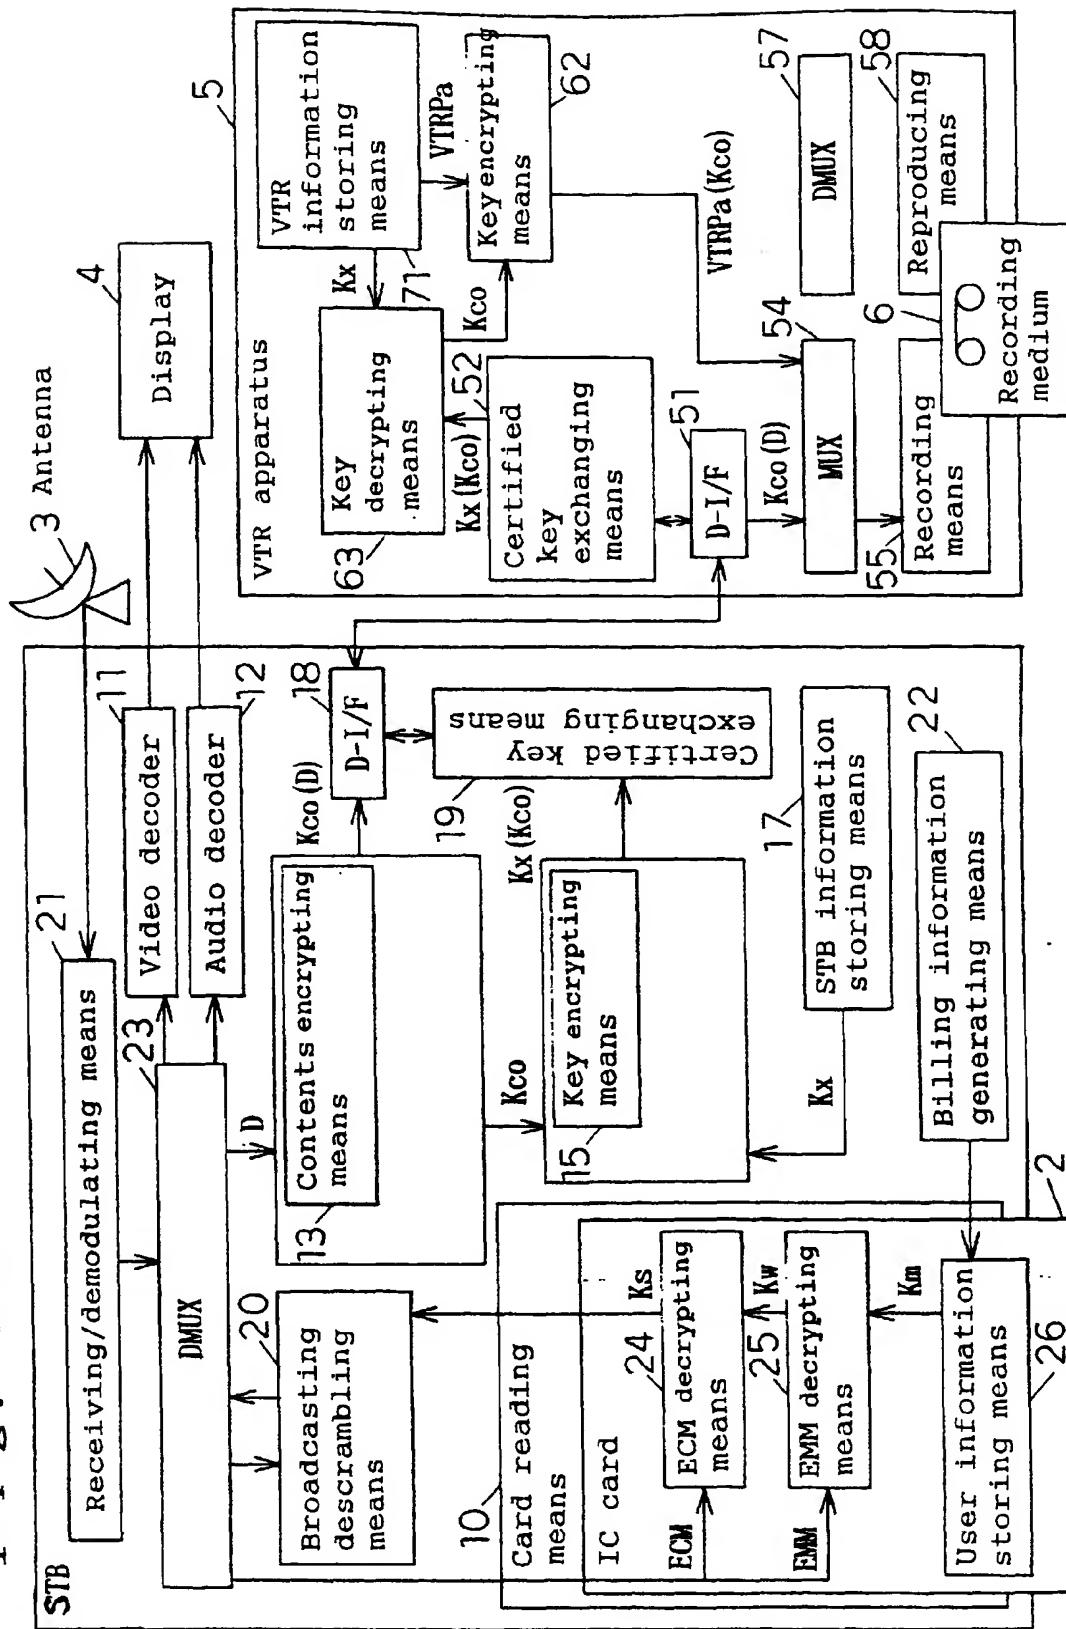 STB
Receiving/demodulating means
21
3 Antenna
4
Display
DMUX
23
Video decoder
11
Audio decoder
12
Broadcasting
descrambling
means
20
D
Contents encrypting
means
13
Kco(D)
D-I/F
18
Certified key
exchanging means
19
Kco
Key encrypting
means
15
Kx(Kco)
Kx
STB information
storing means
17
Billing information
generating means
22
10
Card reading
means
IC card
2
Ks
ECM decrypting
means
24
ECM
Kw
EMM decrypting
means
25
EMM
Km
User information
storing means
26
VTR apparatus
5
VTR
information
storing
means
71
Kx
VTRPa
Key
decrypting
means
63
Kco
Key encrypting
means
62
Kx(Kco)
52
Certified
key
exchanging
means
VTRPa(Kco)
D-I/F
51
Kco(D)
MUX
54
DMUX
57
Recording
means
55
Reproducing
means
58
6
Recording
medium